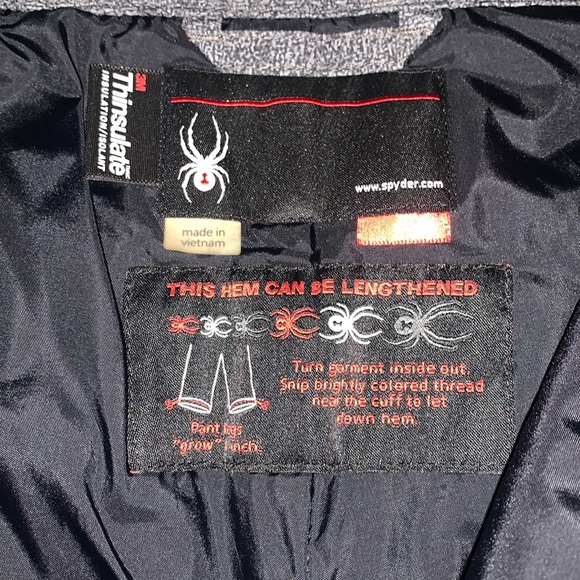 3M
Thinsulate
INSULATION/ISOLANT
www.spyder.com
made in
vietnam
THIS HEM CAN BE LENGTHENED
Turn garment inside out.
Snip brightly colored thread
near the cuff to let
down hem.
Pant legs
"grow" 1 inch.